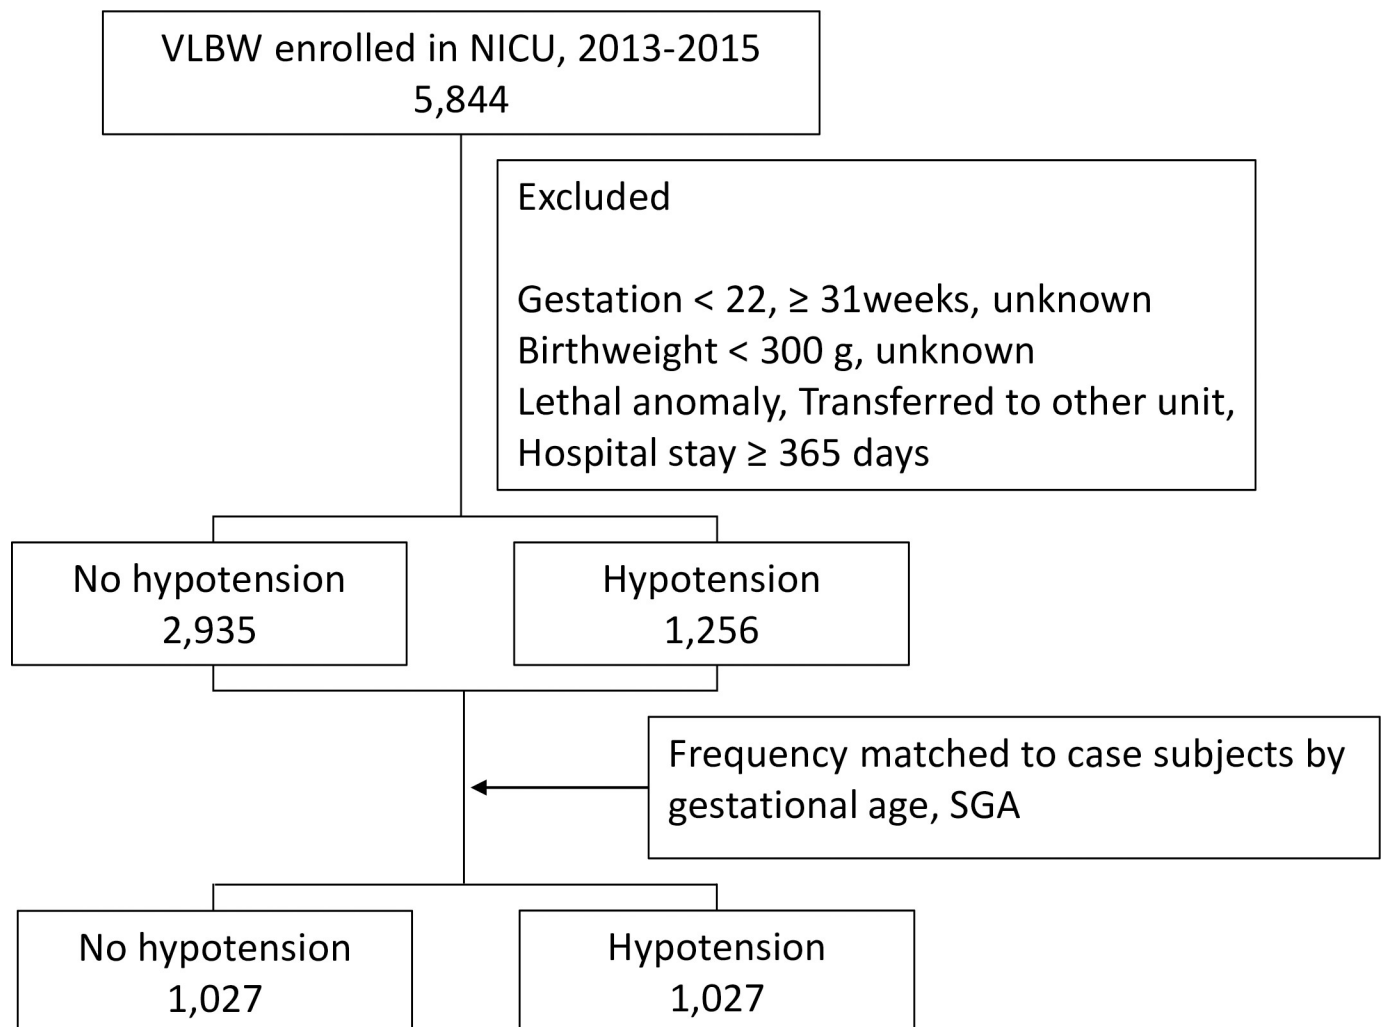 VLBW enrolled in NICU, 2013-2015
5,844
Excluded
Gestation < 22, ≥ 31weeks, unknown
Birthweight < 300 g, unknown
Lethal anomaly, Transferred to other unit,
Hospital stay ≥ 365 days
No hypotension
2,935
Hypotension
1,256
Frequency matched to case subjects by
gestational age, SGA
No hypotension
1,027
Hypotension
1,027